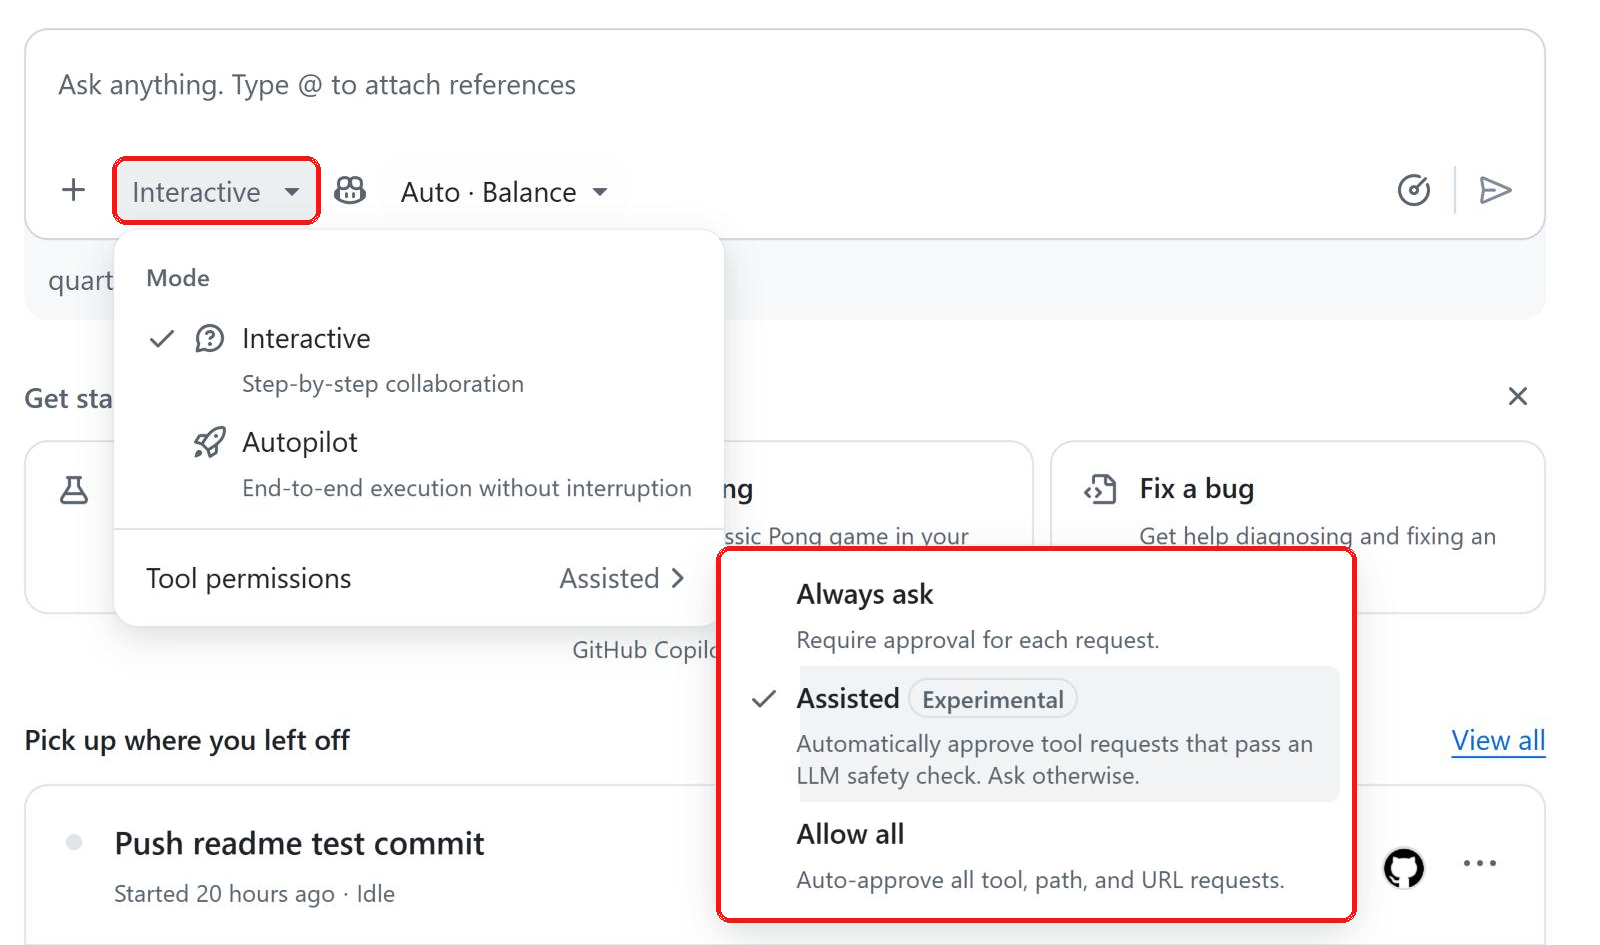 Ask anything. Type @ to attach references
Interactive
Auto · Balance
quart
Mode
Interactive
Step-by-step collaboration
Autopilot
End-to-end execution without interruption
Tool permissions Assisted
Get sta
ng
ssic Pong game in your
Fix a bug
Get help diagnosing and fixing an
Always ask
Require approval for each request.
Assisted Experimental
Automatically approve tool requests that pass an
LLM safety check. Ask otherwise.
Allow all
Auto-approve all tool, path, and URL requests.
GitHub Copilo
Pick up where you left off
View all
Push readme test commit
Started 20 hours ago · Idle